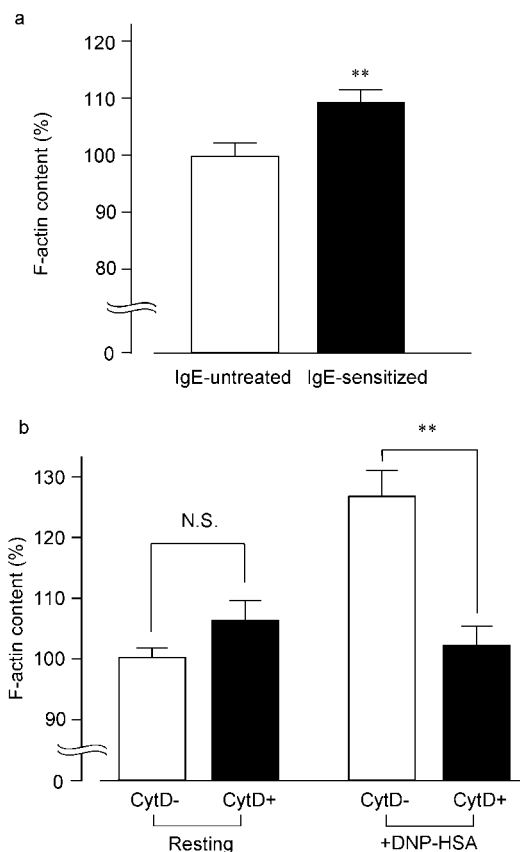 a
120
110
100
90
80
0
F-actin content (%)
**
IgE-untreated IgE-sensitized
b
130
120
110
100
90
0
F-actin content (%)
N.S.
**
CytD- CytD+ CytD- CytD+
Resting +DNP-HSA